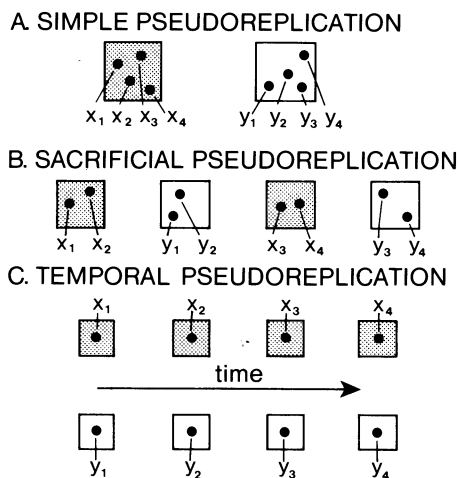 A. SIMPLE PSEUDOREPLICATION
x₁ x₂ x₃ x₄ y₁ y₂ y₃ y₄
B. SACRIFICIAL PSEUDOREPLICATION
x₁ x₂ y₁ y₂ x₃ x₄ y₃ y₄
C. TEMPORAL PSEUDOREPLICATION
x₁ x₂ x₃ x₄
time
y₁ y₂ y₃ y₄